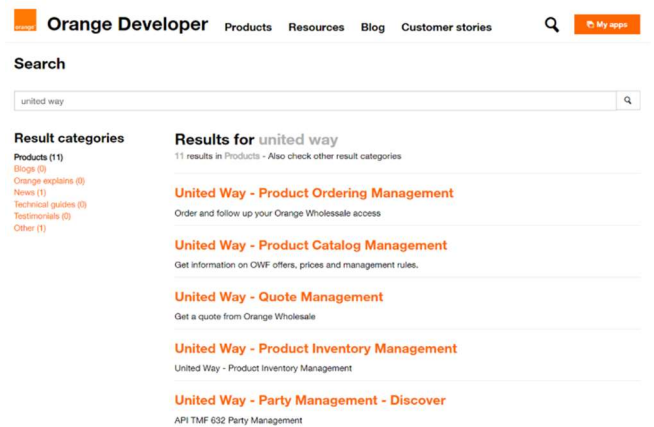 orange
Orange Developer Products Resources Blog Customer stories My apps
Search
united way
Result categories
Products (11)
Blogs (0)
Orange explains (0)
News (1)
Technical guides (0)
Testimonials (0)
Other (1)
Results for united way
11 results in Products - Also check other result categories
United Way - Product Ordering Management
Order and follow up your Orange Wholessale access
United Way - Product Catalog Management
Get information on OWF offers, prices and management rules.
United Way - Quote Management
Get a quote from Orange Wholesale
United Way - Product Inventory Management
United Way - Product Inventory Management
United Way - Party Management - Discover
API TMF 632 Party Management